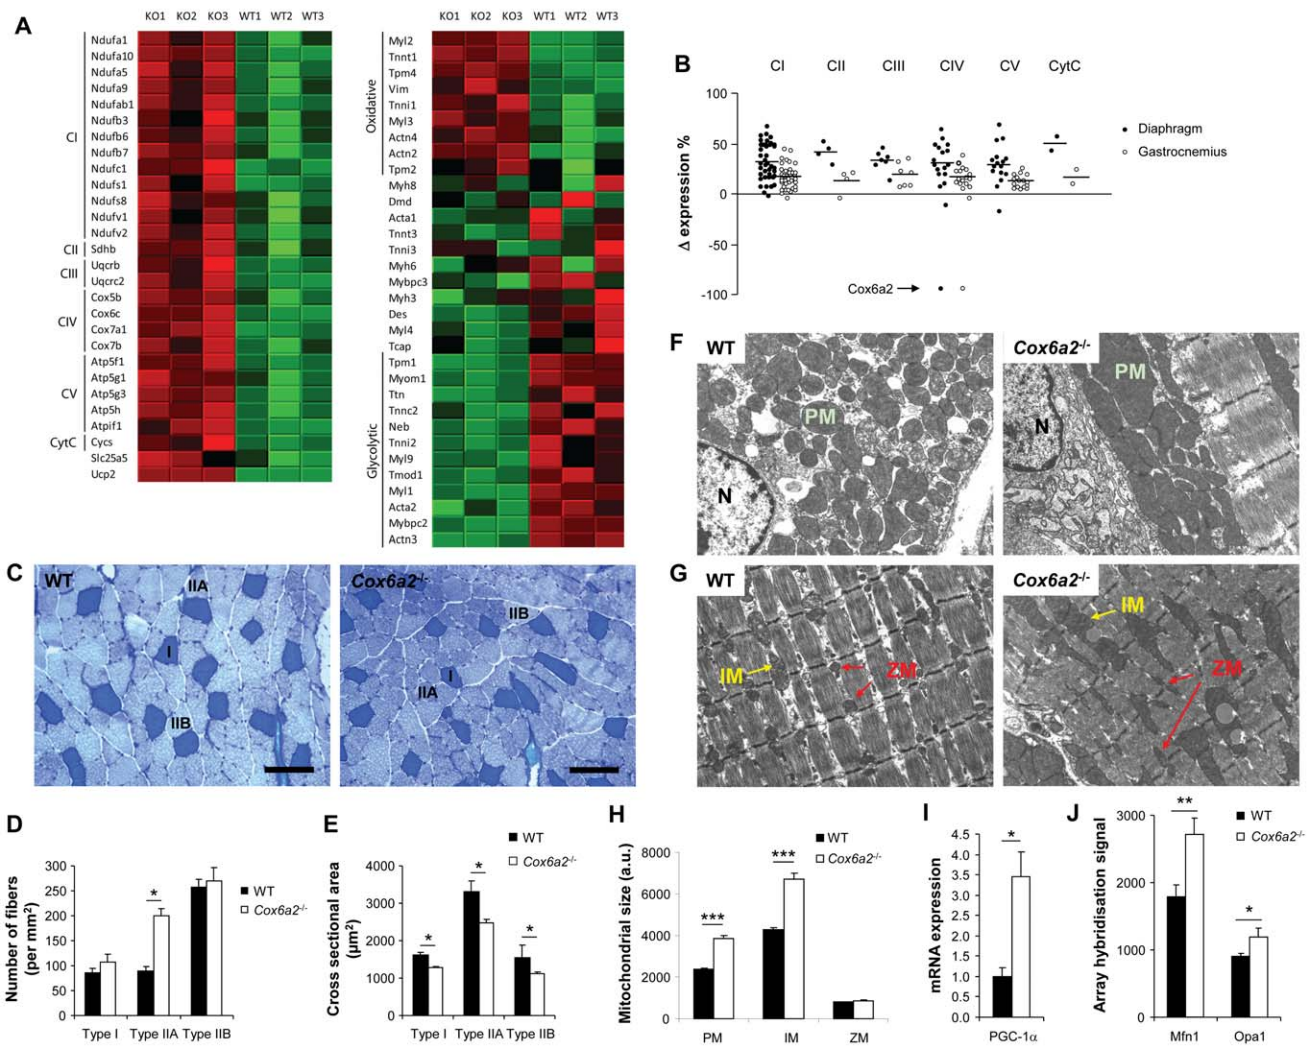 A
KO1 KO2 KO3 WT1 WT2 WT3
CI
Ndufa1
Ndufa10
Ndufa5
Ndufa9
Ndufab1
Ndufb3
Ndufb6
Ndufb7
Ndufc1
Ndufs1
Ndufs8
Ndufv1
Ndufv2
CII
Sdhb
CIII
Uqcrb
Uqcrc2
CIV
Cox5b
Cox6c
Cox7a1
Cox7b
CV
Atp5f1
Atp5g1
Atp5g3
Atp5h
Atpif1
CytC
Cycs
Slc25a5
Ucp2
KO1 KO2 KO3 WT1 WT2 WT3
Oxidative
Myl2
Tnnt1
Tpm4
Vim
Tnni1
Myl3
Actn4
Actn2
Tpm2
Myh8
Dmd
Acta1
Tnnt3
Tnni3
Myh6
Mybpc3
Myh3
Des
Myl4
Tcap
Glycolytic
Tpm1
Myom1
Ttn
Tnnc2
Neb
Tnni2
Myl9
Tmod1
Myl1
Acta2
Mybpc2
Actn3
B
CI CII CIII CIV CV CytC
Δ expression %
100
50
0
-50
-100
Cox6a2
Diaphragm
Gastrocnemius
C
WT
IIA
I
IIB
Cox6a2-/-
IIB
I
IIA
F
WT
PM
N
Cox6a2-/-
PM
N
G
WT
IM
ZM
Cox6a2-/-
IM
ZM
D
Number of fibers
(per mm²)
300
250
200
150
100
50
0
*
WT
Cox6a2-/-
Type I Type IIA Type IIB
E
Cross sectional area
(µm²)
4000
3000
2000
1000
0
* * *
WT
Cox6a2-/-
Type I Type IIA Type IIB
H
Mitochondrial size (a.u.)
8000
6000
4000
2000
0
*** ***
WT
Cox6a2-/-
PM IM ZM
I
mRNA expression
4.5
4.0
3.5
3.0
2.5
2.0
1.5
1.0
0.5
0.0
*
PGC-1α
J
Array hybridisation signal
3000
2000
1000
0
** *
WT
Cox6a2-/-
Mfn1 Opa1